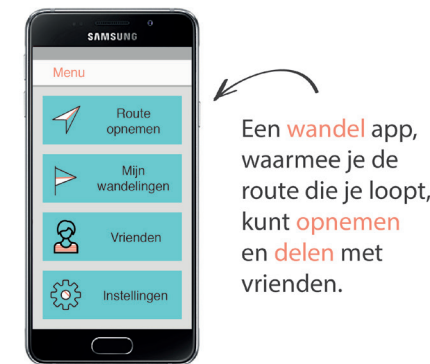 SAMSUNG
Menu
Route
opnemen
Mijn
wandelingen
Vrienden
Instellingen
Een wandel app,
waarmee je de
route die je loopt,
kunt opnemen
en delen met
vrienden.